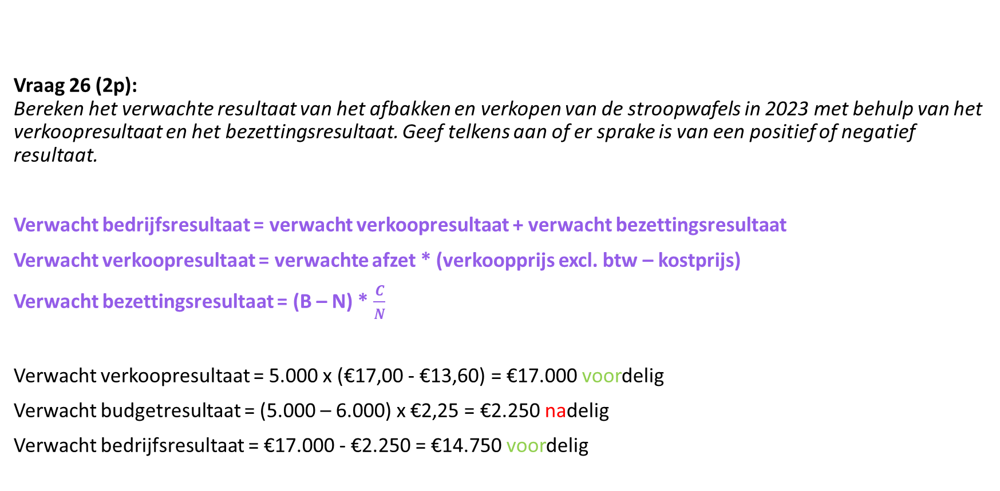 Vraag 26 (2p):
Bereken het verwachte resultaat van het afbakken en verkopen van de stroopwafels in 2023 met behulp van het
verkoopresultaat en het bezettingsresultaat. Geef telkens aan of er sprake is van een positief of negatief
resultaat.
Verwacht bedrijfsresultaat = verwacht verkoopresultaat + verwacht bezettingsresultaat
Verwacht verkoopresultaat = verwachte afzet * (verkoopprijs excl. btw – kostprijs)
Verwacht bezettingsresultaat = (B – N) * C/N
Verwacht verkoopresultaat = 5.000 x (€17,00 - €13,60) = €17.000 voordelig
Verwacht budgetresultaat = (5.000 – 6.000) x €2,25 = €2.250 nadelig
Verwacht bedrijfsresultaat = €17.000 - €2.250 = €14.750 voordelig